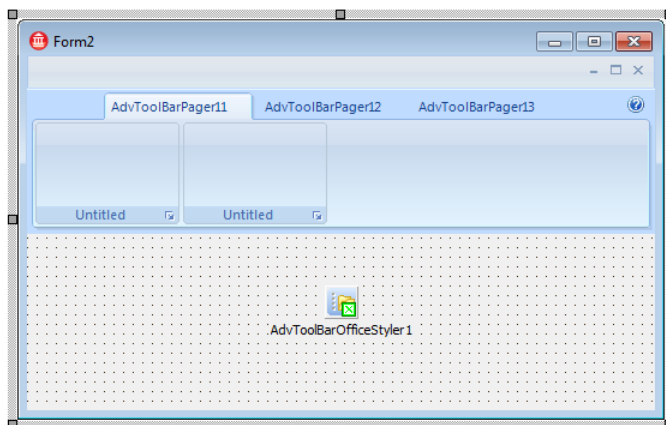 Form2
AdvToolBarPager11 AdvToolBarPager12 AdvToolBarPager13
Untitled Untitled
AdvToolBarOfficeStyler1